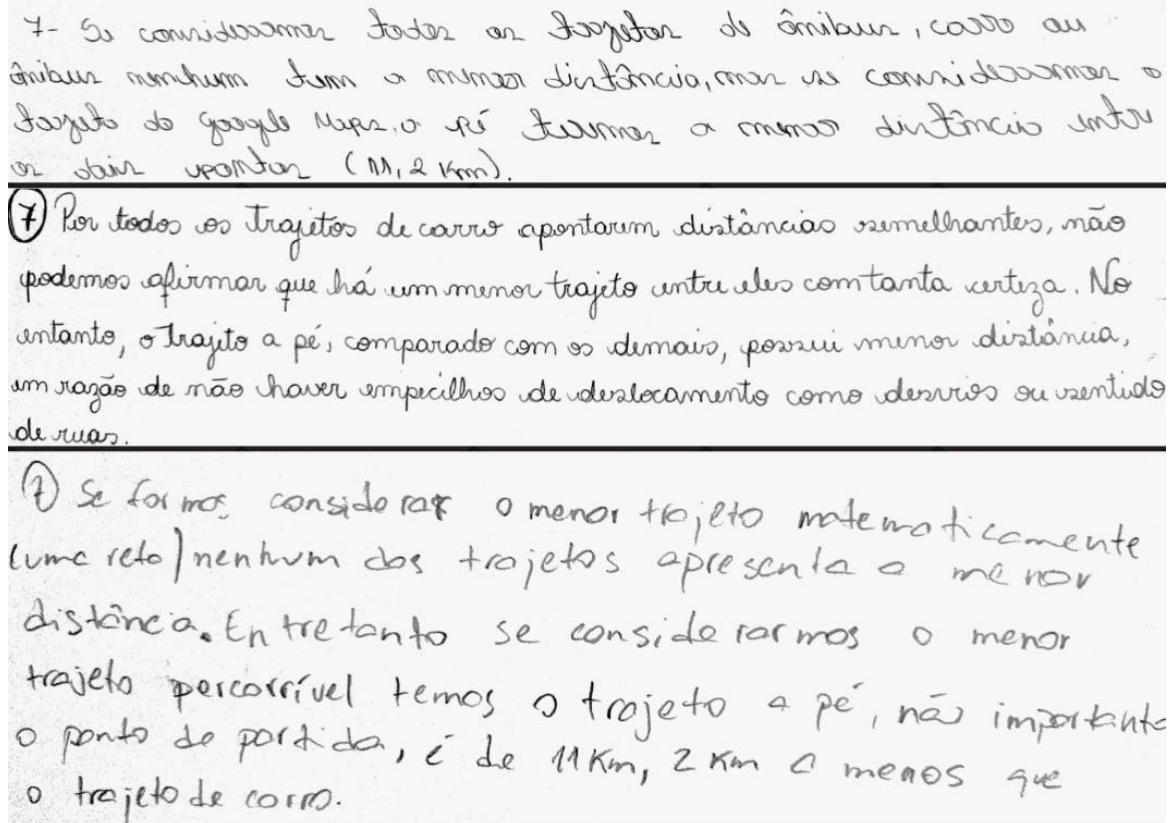 7- Se considerarmos todos os trajetos de ônibus, carro ou
ônibus nenhum tem a menor distância, mas se considerarmos o
trajeto do google Maps, a pé teremos a menor distância entre
os dois pontos (11,2 Km).
7 Por todos os trajetos de carro apontarem distâncias semelhantes, não
podemos afirmar que há um menor trajeto entre eles com tanta certeza. No
entanto, o trajeto a pé, comparado com os demais, possui menor distância,
em razão de não haver empecilhos de deslocamento como desvios ou sentido
de ruas.
7 Se formos considerar o menor trajeto matematicamente
(uma reta) nenhum dos trajetos apresenta a menor
distância. Entretanto se considerarmos o menor
trajeto percorrível temos o trajeto a pé, não importante
o ponto de partida, é de 11 Km, 2 Km a menos que
o trajeto de carro.